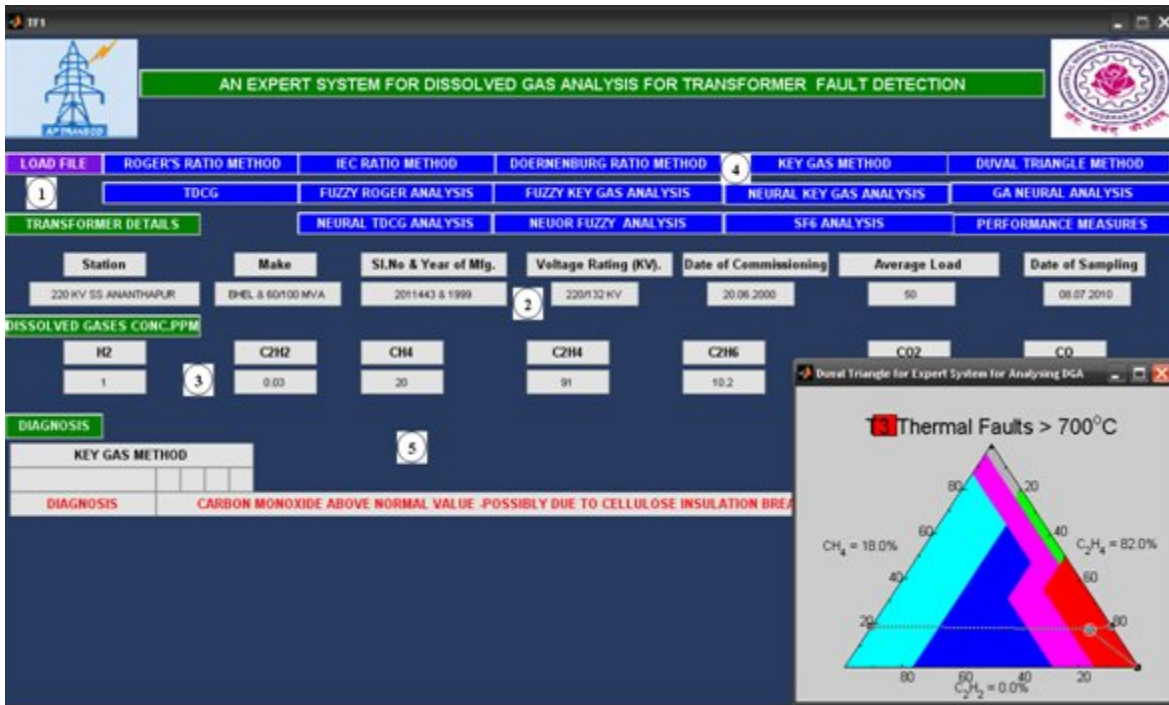 TF1
AP TRANSCO
AN EXPERT SYSTEM FOR DISSOLVED GAS ANALYSIS FOR TRANSFORMER FAULT DETECTION
LOAD FILE ROGER'S RATIO METHOD IEC RATIO METHOD DOERNENBURG RATIO METHOD 4 KEY GAS METHOD DUVAL TRIANGLE METHOD
1 TDCG FUZZY ROGER ANALYSIS FUZZY KEY GAS ANALYSIS NEURAL KEY GAS ANALYSIS GA NEURAL ANALYSIS
TRANSFORMER DETAILS NEURAL TDCG ANALYSIS NEUOR FUZZY ANALYSIS SF6 ANALYSIS PERFORMANCE MEASURES
Station Make Sl.No & Year of Mfg. Voltage Rating (KV). Date of Commissioning Average Load Date of Sampling
220 KV SS ANANTHAPUR BHEL & 60/100 MVA 2011443 & 1999 2 220/132 KV 20.06.2000 50 08.07.2010
DISSOLVED GASES CONC.PPM
H2 C2H2 CH4 C2H4 C2H6 CO2 CO
1 3 0.03 20 91 10.2
Duval Triangle for Expert System for Analysing DGA
DIAGNOSIS
T3 Thermal Faults > 700°C
KEY GAS METHOD 5
DIAGNOSIS CARBON MONOXIDE ABOVE NORMAL VALUE -POSSIBLY DUE TO CELLULOSE INSULATION BREA
80 20
60 40
CH4 = 18.0% C2H4 = 82.0%
40 60
20 80
80 60 40 20
C2H2 = 0.0%